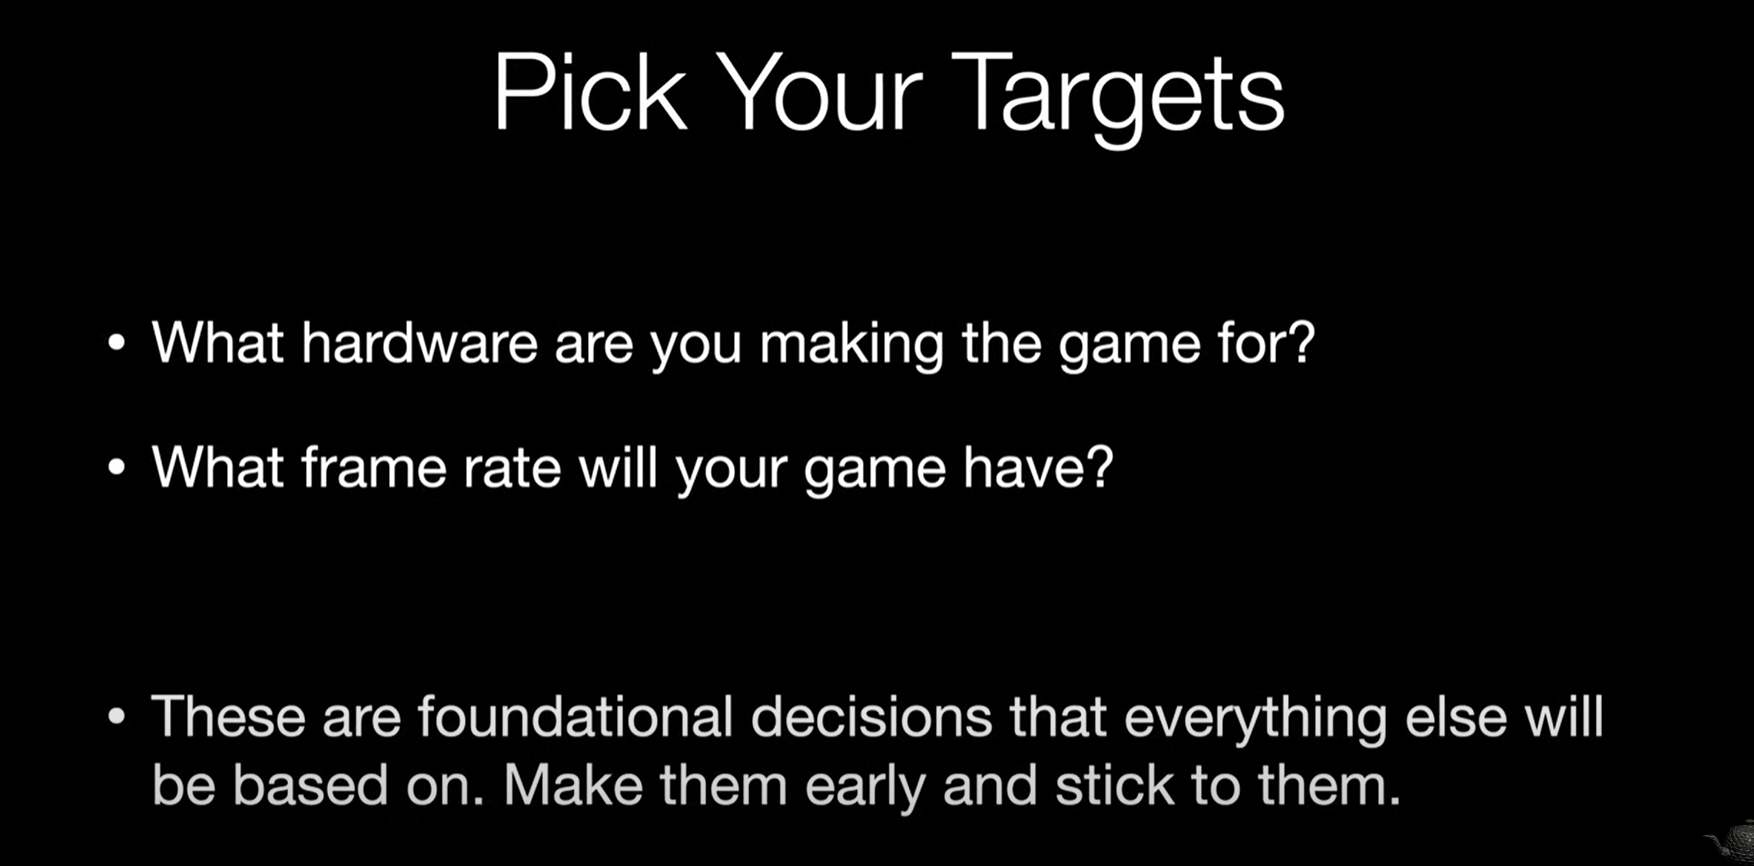 Pick Your Targets
• What hardware are you making the game for?
• What frame rate will your game have?
• These are foundational decisions that everything else will
be based on. Make them early and stick to them.